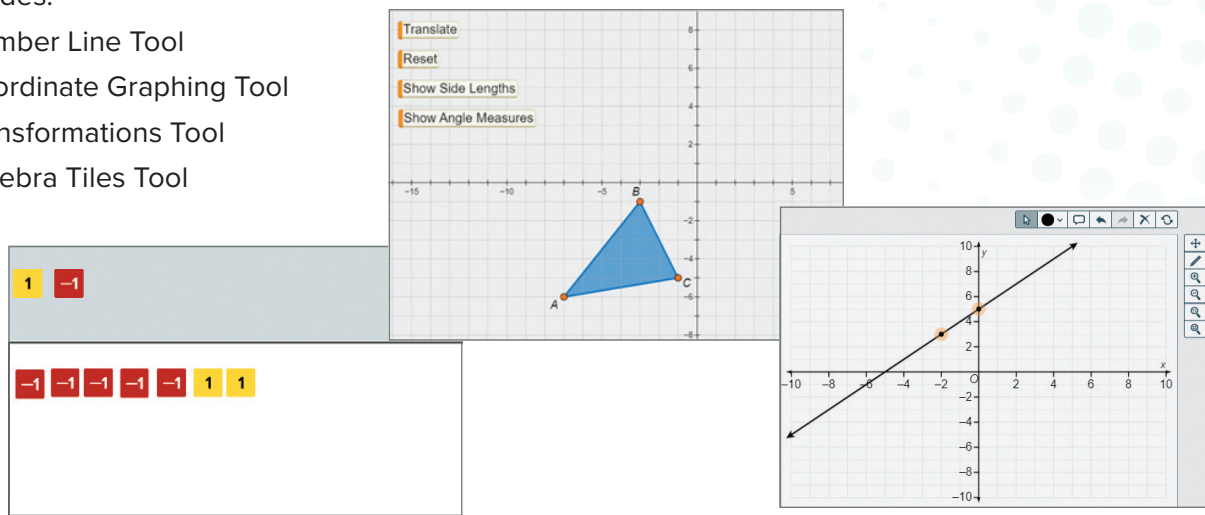 des:
mber Line Tool
ordinate Graphing Tool
nsformations Tool
ebra Tiles Tool
Translate
Reset
Show Side Lengths
Show Angle Measures
8
6
4
2
−15 −10 −5 5
−2
−4
−6
−8
B
C
A
1 −1
−1 −1 −1 −1 −1 1 1
10 y
8
6
4
2
x
−10 −8 −6 −4 −2 O 2 4 6 8 10
−2
−4
−6
−8
−10